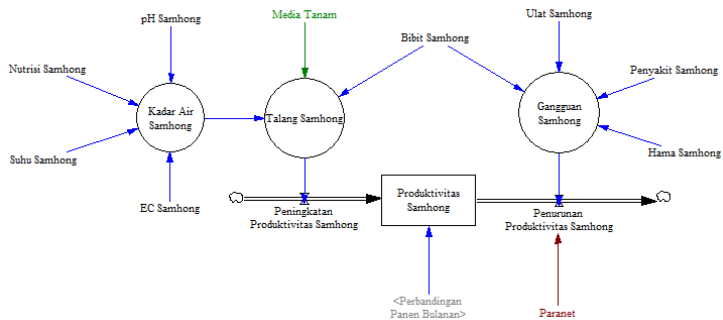 pH Samhong
Media Tanam
Ulat Samhong
Bibit Samhong
Nutrisi Samhong
Penyakit Samhong
Kadar Air
Samhong
Talang Samhong
Gangguan
Samhong
Suhu Samhong
Hama Samhong
EC Samhong
Peningkatan
Produktivitas Samhong
Produktivitas
Samhong
Penurunan
Produktivitas Samhong
<Perbandingan
Panen Bulanan>
Paranet